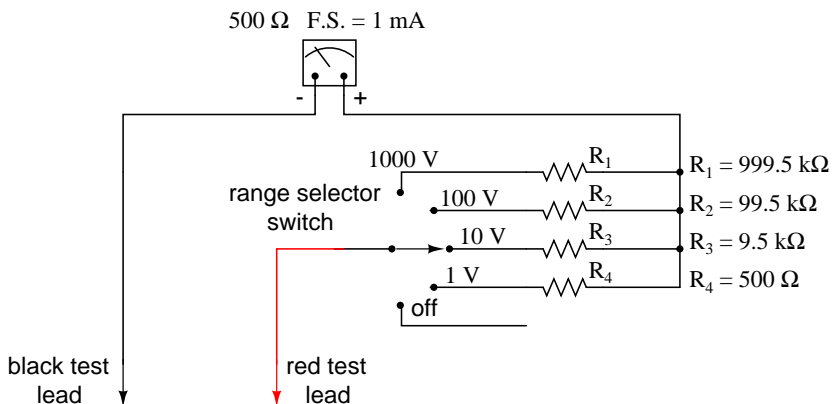 500 Ω F.S. = 1 mA
- +
1000 V R1 R1 = 999.5 kΩ
range selector
switch
100 V R2 R2 = 99.5 kΩ
10 V R3 R3 = 9.5 kΩ
1 V R4 R4 = 500 Ω
off
black test
lead
red test
lead